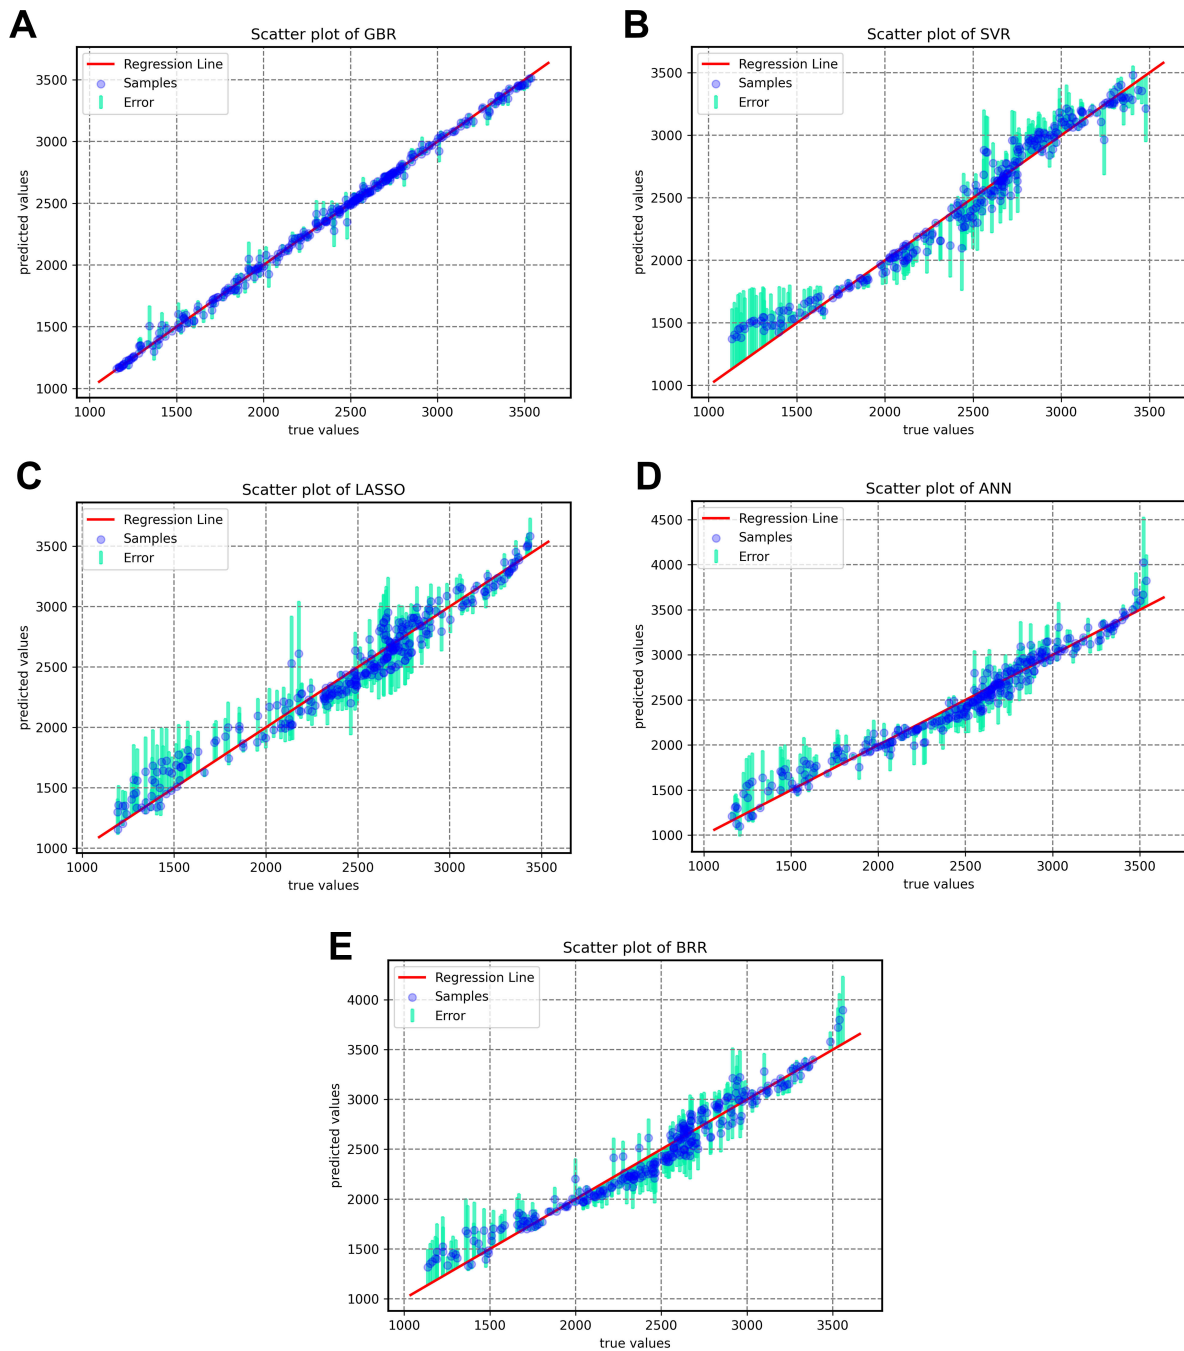 A
Scatter plot of GBR
Regression Line
Samples
Error
3500
3000
2500
2000
1500
1000
predicted values
1000 1500 2000 2500 3000 3500
true values
B
Scatter plot of SVR
Regression Line
Samples
Error
3500
3000
2500
2000
1500
1000
predicted values
1000 1500 2000 2500 3000 3500
true values
C
Scatter plot of LASSO
Regression Line
Samples
Error
3500
3000
2500
2000
1500
1000
predicted values
1000 1500 2000 2500 3000 3500
true values
D
Scatter plot of ANN
Regression Line
Samples
Error
4500
4000
3500
3000
2500
2000
1500
1000
predicted values
1000 1500 2000 2500 3000 3500
true values
E
Scatter plot of BRR
Regression Line
Samples
Error
4000
3500
3000
2500
2000
1500
1000
predicted values
1000 1500 2000 2500 3000 3500
true values